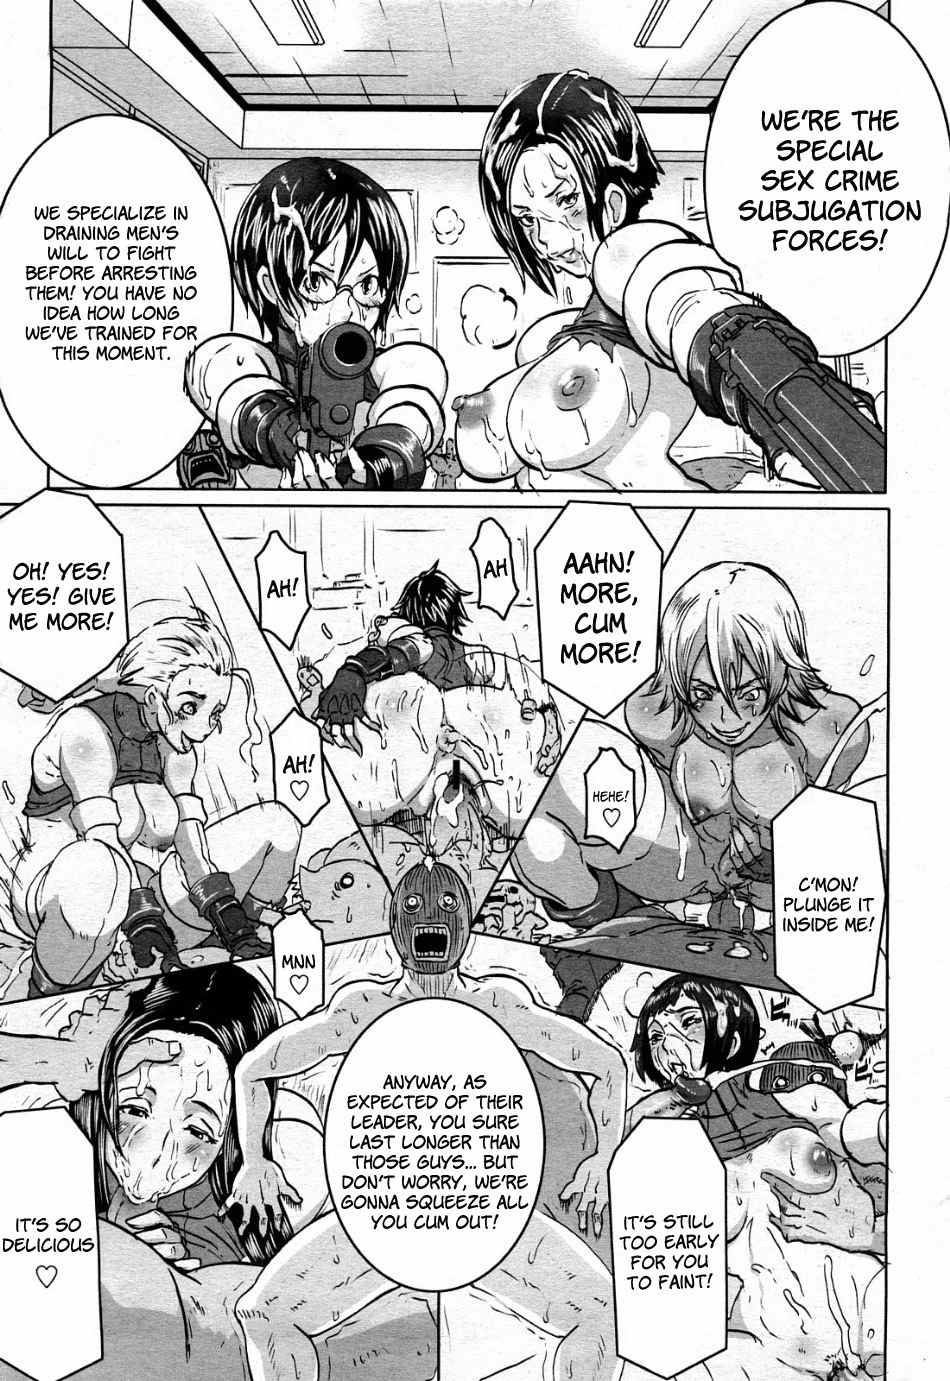 WE'RE THE
SPECIAL
SEX CRIME
SUBJUGATION
FORCES!
WE SPECIALIZE IN
DRAINING MEN'S
WILL TO FIGHT
BEFORE ARRESTING
THEM! YOU HAVE NO
IDEA HOW LONG
WE'VE TRAINED FOR
THIS MOMENT.
AAHN!
MORE,
CUM
MORE!
HEHE!
♡
C'MON!
PLUNGE IT
INSIDE ME!
AH
AH!
OH! YES!
YES! GIVE
ME MORE!
AH!
♡
IT'S STILL
TOO EARLY
FOR YOU
TO FAINT!
ANYWAY, AS
EXPECTED OF THEIR
LEADER, YOU SURE
LAST LONGER THAN
THOSE GUYS... BUT
DON'T WORRY, WE'RE
GONNA SQUEEZE ALL
YOU CUM OUT!
MNN
♡
IT'S SO
DELICIOUS
♡